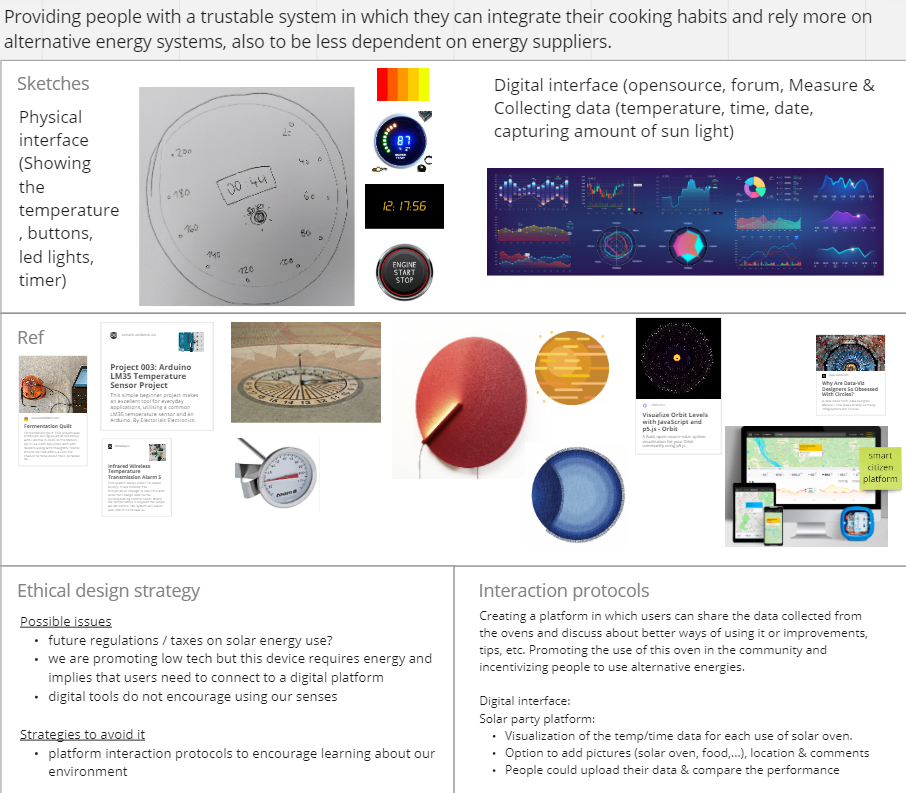 Providing people with a trustable system in which they can integrate their cooking habits and rely more on
alternative energy systems, also to be less dependent on energy suppliers.
Sketches
Physical
interface
(Showing
the
temperature
, buttons,
led lights,
timer)
20
40
60
80
100
120
140
160
180
200
00 44
87
12:17:56
ENGINE
START
STOP
Digital interface (opensource, forum, Measure &
Collecting data (temperature, time, date,
capturing amount of sun light)
Ref
Fermentation Quilt
Project 003: Arduino
LM35 Temperature
Sensor Project
This simple beginner project makes
an excellent tool for everyday
applications, utilising a common
LM35 temperature sensor and an
Arduino. By Electorials Electronics.
Infrared Wireless
Temperature
Transmission Alarm S
Visualize Orbit Levels
with JavaScript and
p5.js - Orbit
Why Are Data-Viz
Designers So Obsessed
With Circles?
smart
citizen
platform
Ethical design strategy
Possible issues
• future regulations / taxes on solar energy use?
• we are promoting low tech but this device requires energy and
implies that users need to connect to a digital platform
• digital tools do not encourage using our senses
Strategies to avoid it
• platform interaction protocols to encourage learning about our
environment
Interaction protocols
Creating a platform in which users can share the data collected from
the ovens and discuss about better ways of using it or improvements,
tips, etc. Promoting the use of this oven in the community and
incentivizing people to use alternative energies.
Digital interface:
Solar party platform:
• Visualization of the temp/time data for each use of solar oven.
• Option to add pictures (solar oven, food,...), location & comments
• People could upload their data & compare the performance